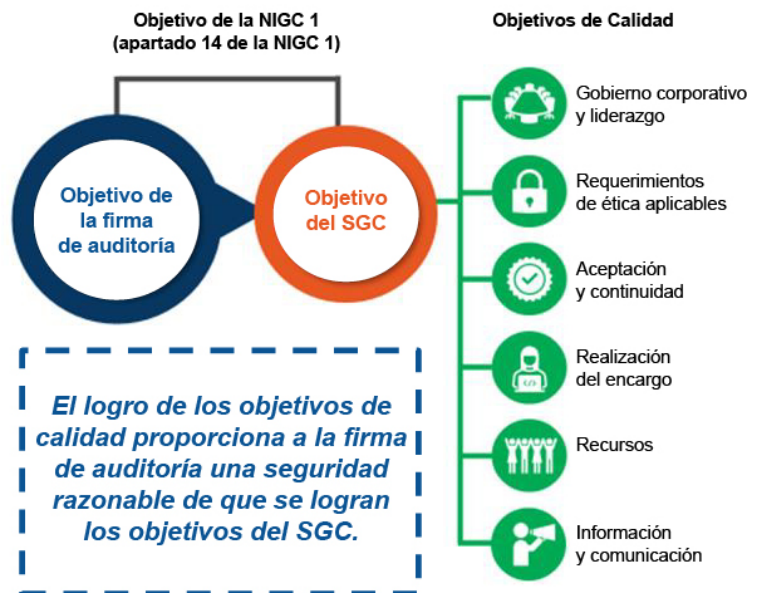 Objetivo de la NIGC 1
(apartado 14 de la NIGC 1)
Objetivo de
la firma
de auditoría
Objetivo
del SGC
El logro de los objetivos de
calidad proporciona a la firma
de auditoría una seguridad
razonable de que se logran
los objetivos del SGC.
Objetivos de Calidad
Gobierno corporativo
y liderazgo
Requerimientos
de ética aplicables
Aceptación
y continuidad
Realización
del encargo
Recursos
Información
y comunicación